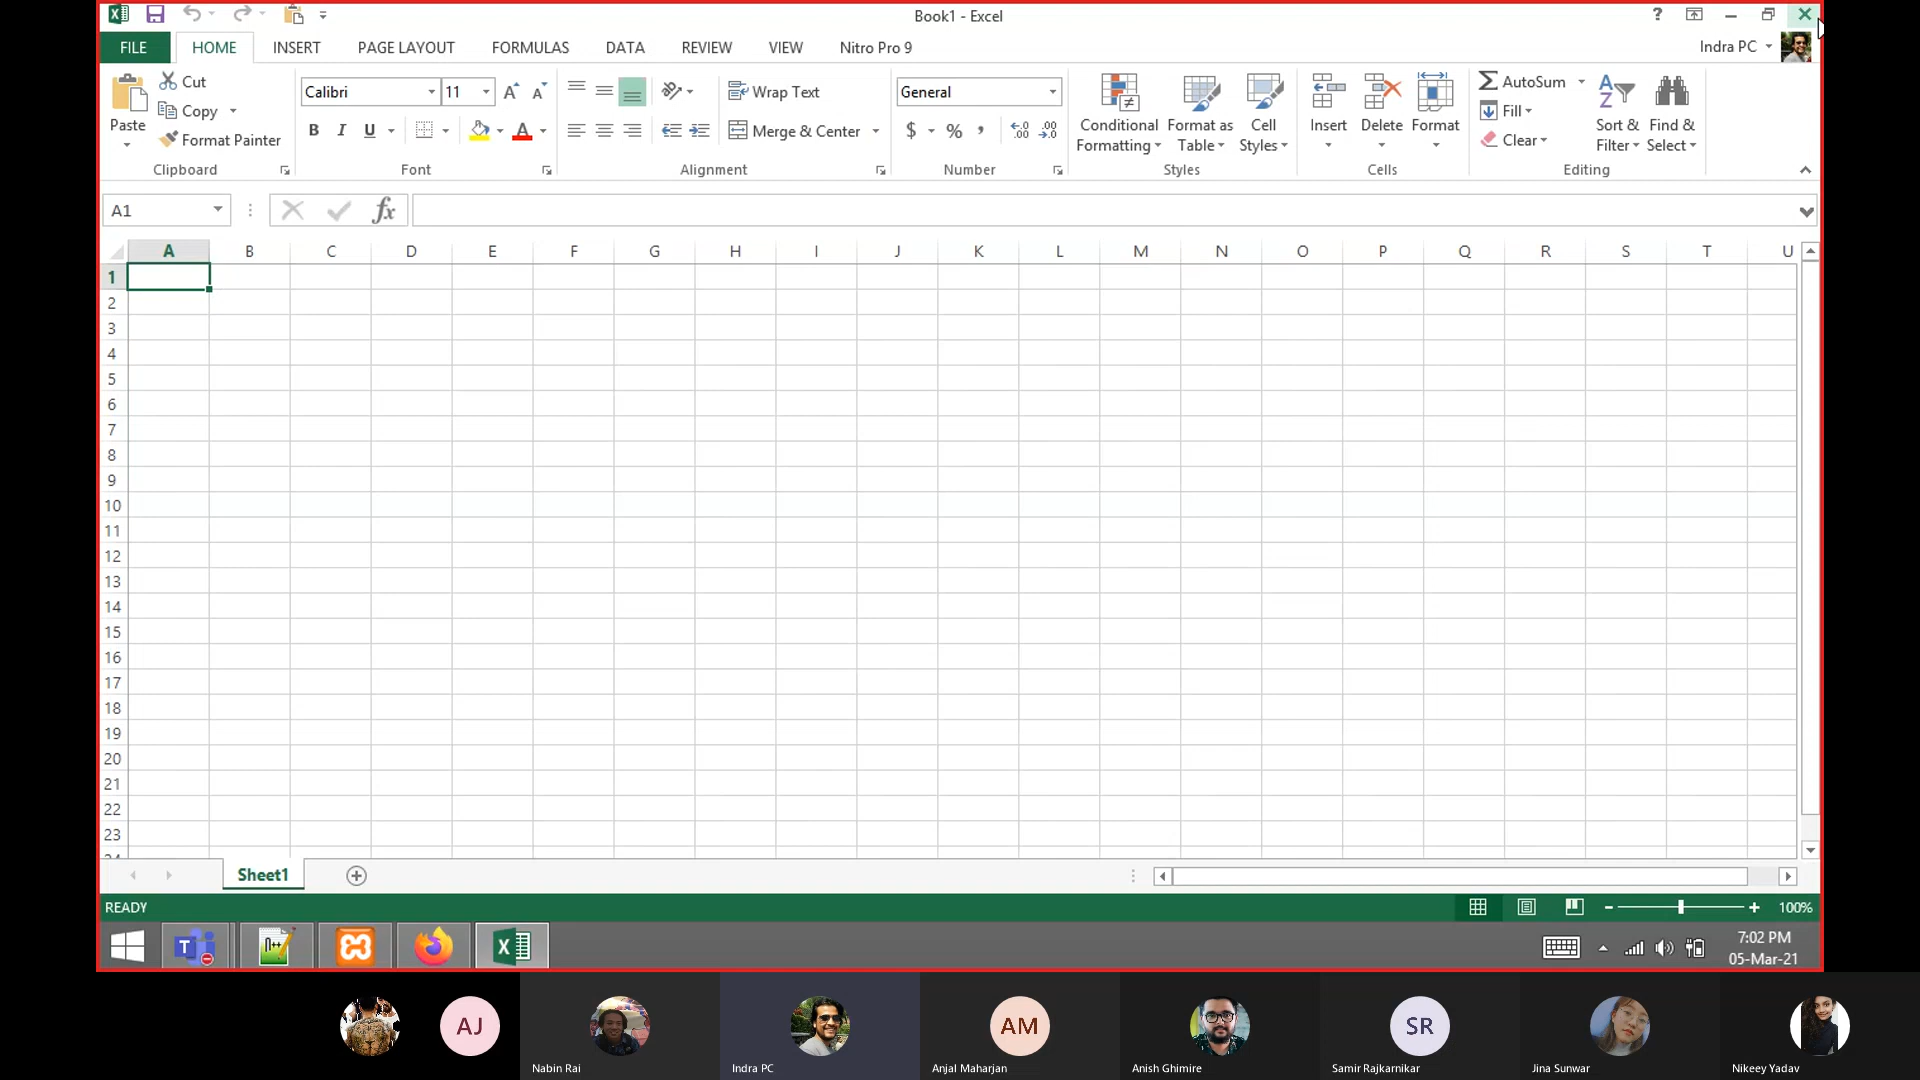 Book1 - Excel
?
FILE HOME INSERT PAGE LAYOUT FORMULAS DATA REVIEW VIEW Nitro Pro 9 Indra PC
Cut
Copy
Format Painter
Paste
Clipboard
Calibri 11
B I U A
Font
Wrap Text
Merge & Center
Alignment
General
$ % ,
Number
Conditional Formatting
Format as Table
Cell Styles
Styles
Insert Delete Format
Cells
AutoSum
Fill
Clear
Sort & Filter
Find & Select
Editing
A1 fx
A B C D E F G H I J K L M N O P Q R S T U
1
2
3
4
5
6
7
8
9
10
11
12
13
14
15
16
17
18
19
20
21
22
23
24
Sheet1
READY 100%
7:02 PM
05-Mar-21
AJ AM SR
Nabin Rai Indra PC Anjal Maharjan Anish Ghimire Samir Rajkarnikar Jina Sunwar Nikeey Yadav